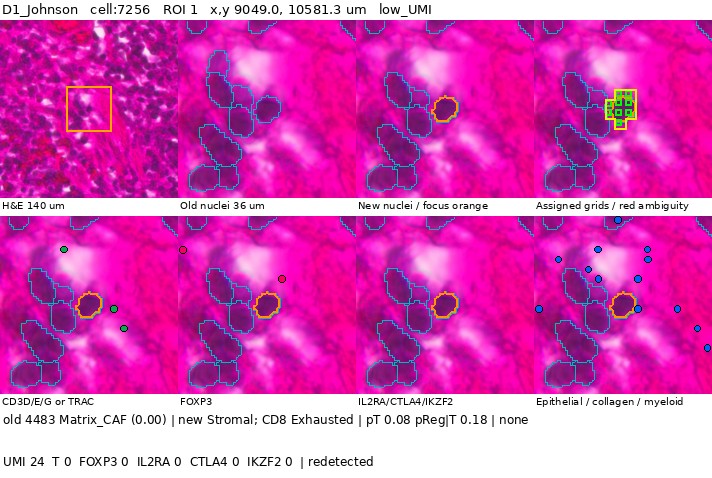 D1_Johnson cell:7256 ROI 1 x,y 9049.0, 10581.3 um low_UMI
H&E 140 um
Old nuclei 36 um
New nuclei / focus orange
Assigned grids / red ambiguity
CD3D/E/G or TRAC
FOXP3
IL2RA/CTLA4/IKZF2
Epithelial / collagen / myeloid
old 4483 Matrix_CAF (0.00) | new Stromal; CD8 Exhausted | pT 0.08 pReg|T 0.18 | none
UMI 24 T 0 FOXP3 0 IL2RA 0 CTLA4 0 IKZF2 0 | redetected